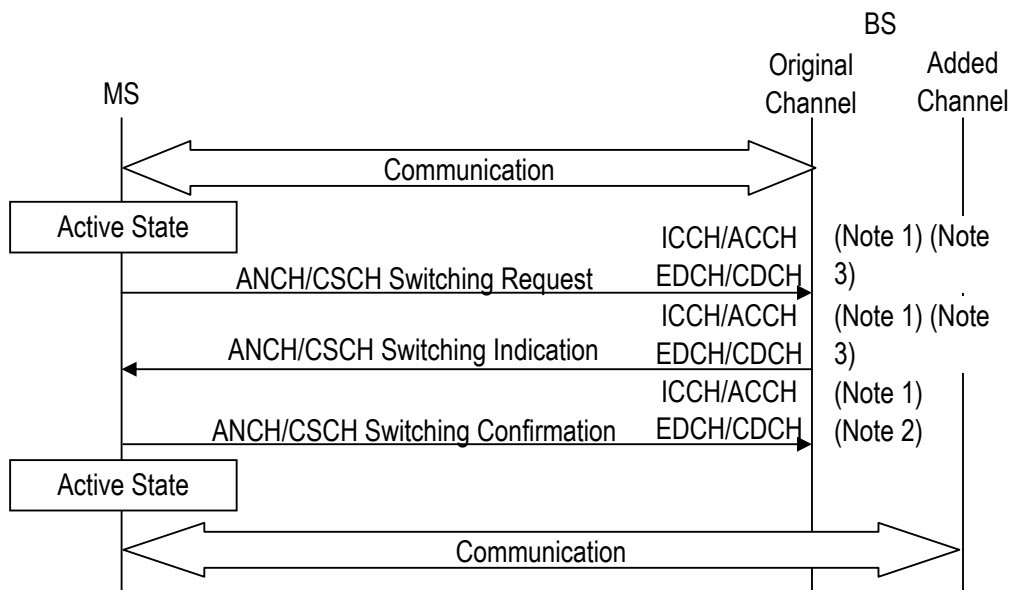 BS
Original
Channel
Added
Channel
MS
Communication
Active State
ICCH/ACCH
(Note 1) (Note
ANCH/CSCH Switching Request
EDCH/CDCH
3)
ICCH/ACCH
(Note 1) (Note
ANCH/CSCH Switching Indication
EDCH/CDCH
3)
ICCH/ACCH
(Note 1)
ANCH/CSCH Switching Confirmation
EDCH/CDCH
(Note 2)
Active State
Communication